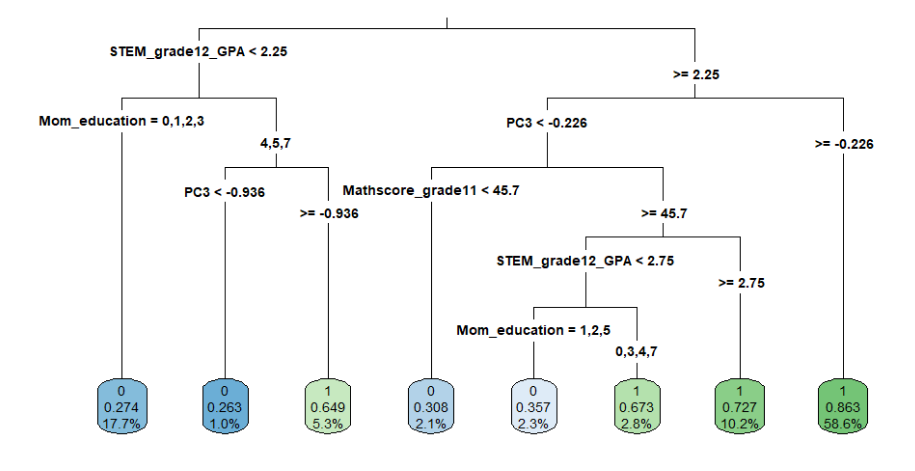 STEM_grade12_GPA < 2.25
>= 2.25
Mom_education = 0,1,2,3
PC3 < -0.226
4,5,7
>= -0.226
PC3 < -0.936
Mathscore_grade11 < 45.7
>= -0.936
>= 45.7
STEM_grade12_GPA < 2.75
>= 2.75
Mom_education = 1,2,5
0,3,4,7
0 0 1 0 0 1 1 1
0.274 0.263 0.649 0.308 0.357 0.673 0.727 0.863
17.7% 1.0% 5.3% 2.1% 2.3% 2.8% 10.2% 58.6%